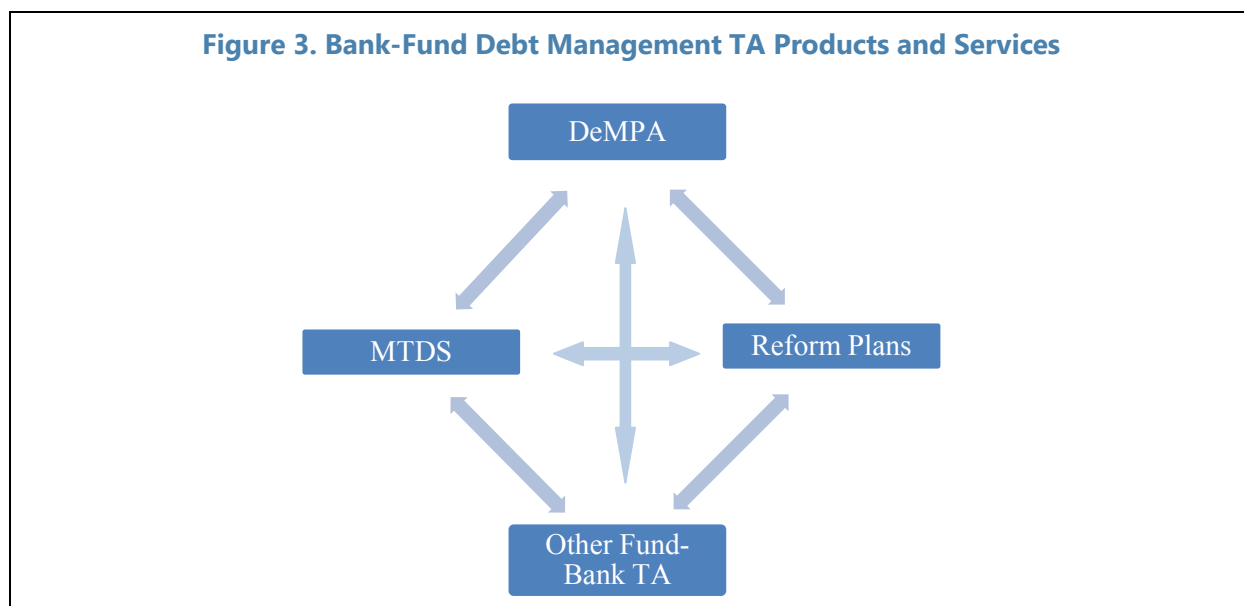 Figure 3. Bank-Fund Debt Management TA Products and Services
DeMPA
MTDS
Reform Plans
Other Fund-
Bank TA